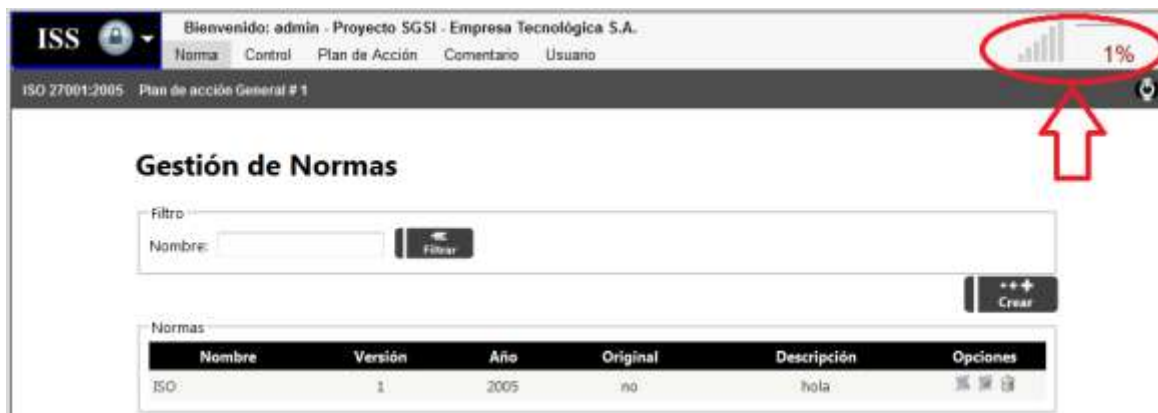 ISS
Bienvenido: admin - Proyecto SGSI - Empresa Tecnológica S.A.
Norma Control Plan de Acción Comentario Usuario
1%
ISO 27001:2005 Plan de acción General # 1
Gestión de Normas
Filtro
Nombre:
Filtrar
Crear
Normas
Nombre Versión Año Original Descripción Opciones
ISO 1 2005 no hola